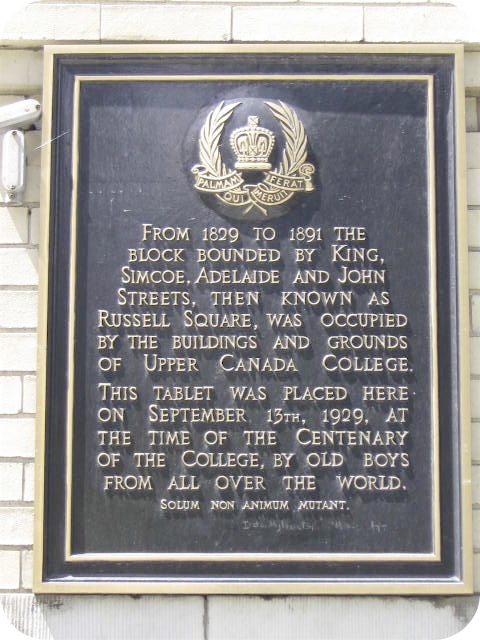 PALMAM QUI MERUIT FERAT
FROM 1829 TO 1891 THE
BLOCK BOUNDED BY KING,
SIMCOE, ADELAIDE AND JOHN
STREETS, THEN KNOWN AS
RUSSELL SQUARE, WAS OCCUPIED
BY THE BUILDINGS AND GROUNDS
OF UPPER CANADA COLLEGE.
THIS TABLET WAS PLACED HERE
ON SEPTEMBER 13TH, 1929, AT
THE TIME OF THE CENTENARY
OF THE COLLEGE, BY OLD BOYS
FROM ALL OVER THE WORLD.
SOLUM NON ANIMUM MUTANT.